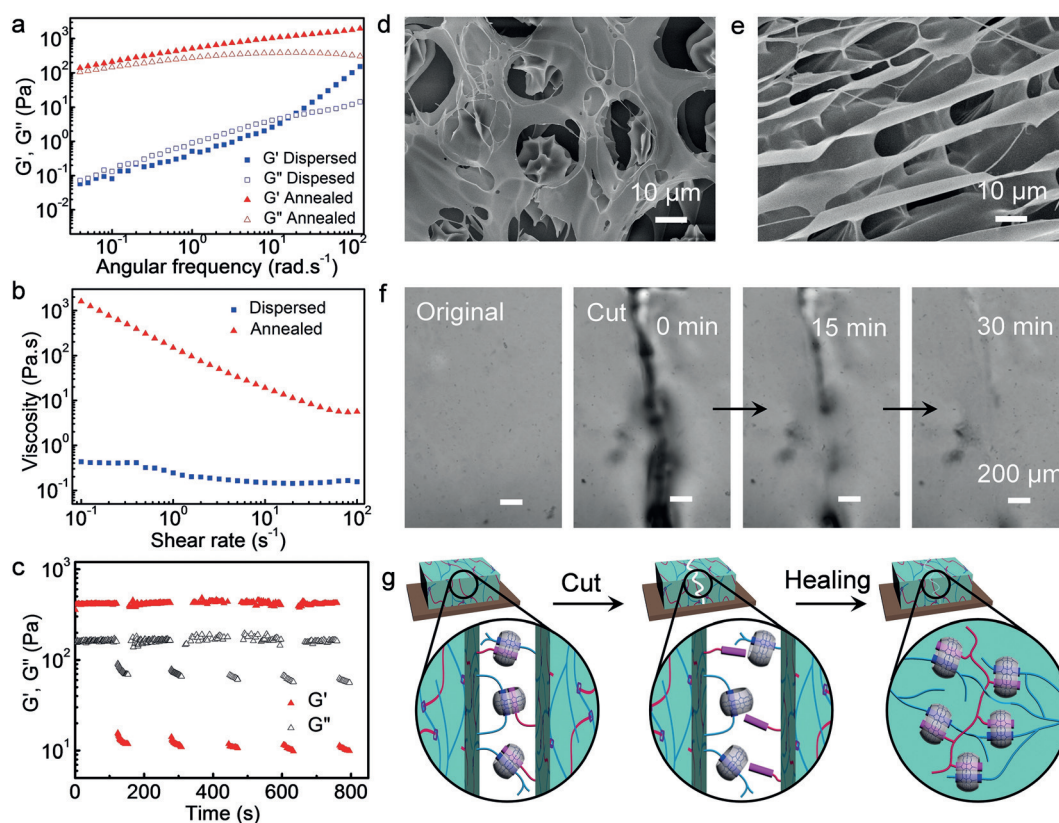 a
10³
10²
10¹
10⁰
10⁻¹
10⁻²
G', G'' (Pa)
G' Dispersed
G'' Dispesed
G' Annealed
G'' Annealed
10⁻¹
10⁰
10¹
10²
Angular frequency (rad.s⁻¹)
d
10 µm
e
10 µm
b
10³
10²
10¹
10⁰
10⁻¹
Viscosity (Pa.s)
Dispersed
Annealed
10⁻¹
10⁰
10¹
10²
Shear rate (s⁻¹)
f
Original
Cut
0 min
15 min
30 min
200 µm
c
10³
10²
10¹
G', G'' (Pa)
G'
G''
0
200
400
600
800
Time (s)
g
Cut
Healing